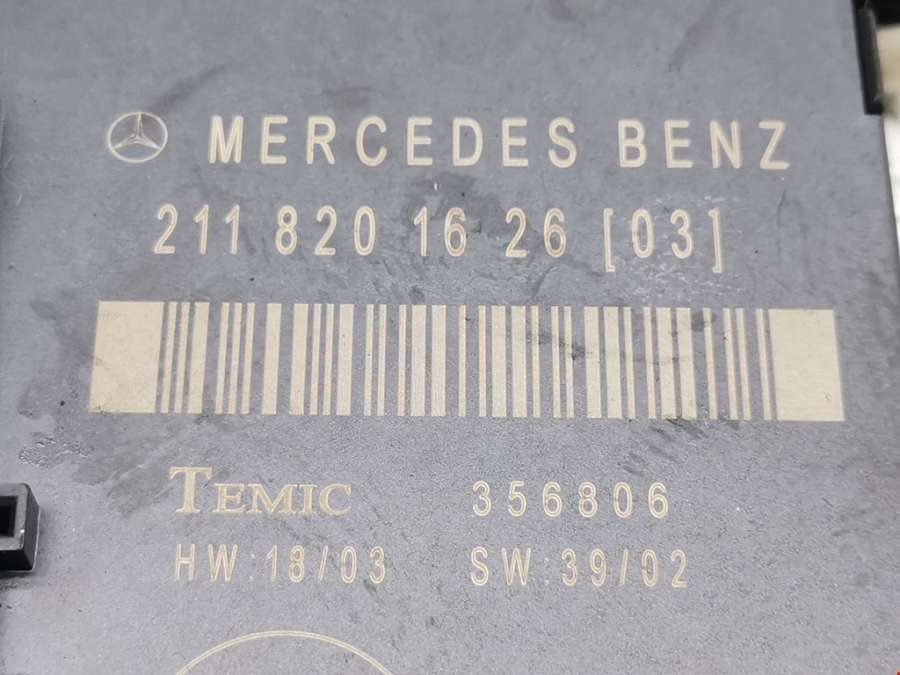 MERCEDES BENZ
211 820 16 26 [03]
TEMIC 356806
HW:18/03 SW:39/02